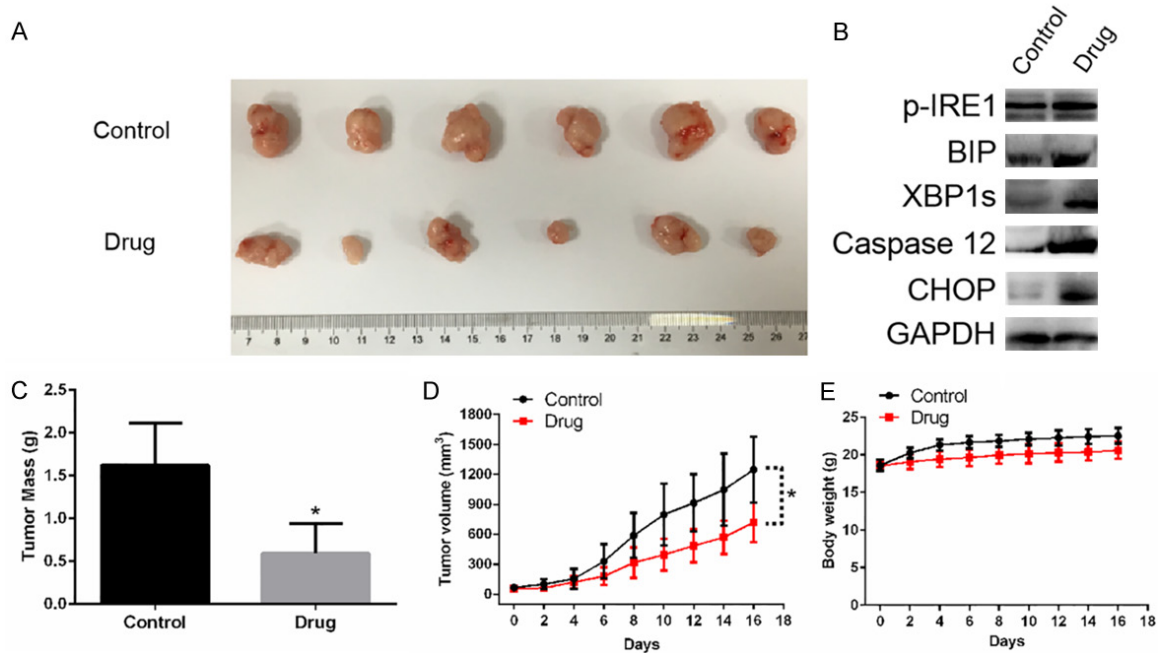 A
Control
Drug
7 8 9 10 11 12 13 14 15 16 17 18 19 20 21 22 23 24 25 26 27
B
Control Drug
p-IRE1
BIP
XBP1s
Caspase 12
CHOP
GAPDH
C
Tumor Mass (g)
2.5
2.0
1.5
1.0
0.5
0.0
*
Control Drug
D
Control
Drug
Tumor volume (mm³)
1800
1500
1200
900
600
300
0
*
0 2 4 6 8 10 12 14 16 18
Days
E
Control
Drug
Body weight (g)
25
20
15
10
5
0
0 2 4 6 8 10 12 14 16 18
Days